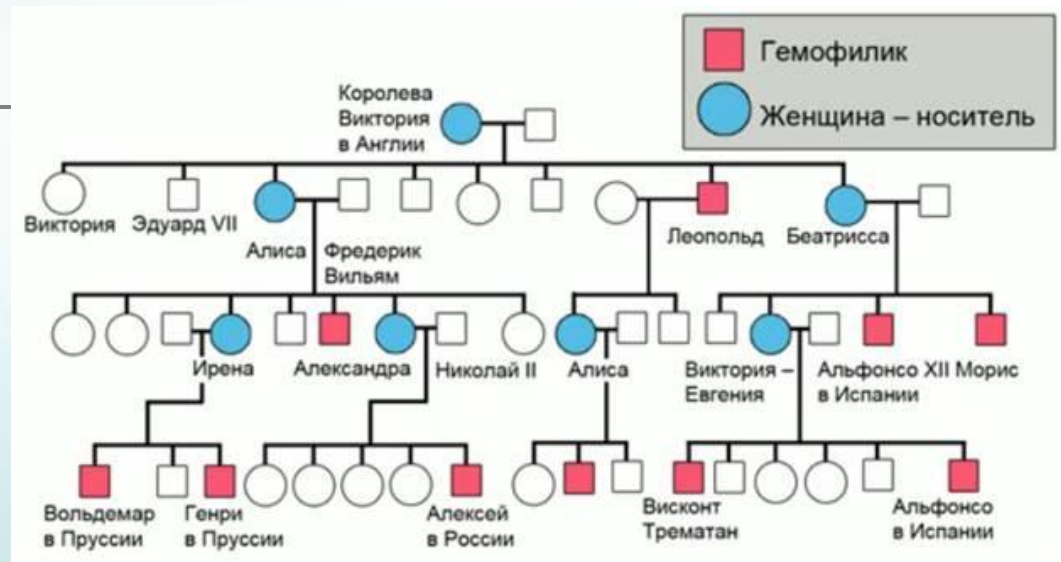 Гемофилик
Женщина – носитель
Королева
Виктория
в Англии
Виктория
Эдуард VII
Алиса
Фредерик
Вильям
Леопольд
Беатрисса
Ирена
Александра
Николай II
Алиса
Виктория –
Евгения
Альфонсо XII
в Испании
Морис
Вольдемар
в Пруссии
Генри
в Пруссии
Алексей
в России
Висконт
Трематан
Альфонсо
в Испании